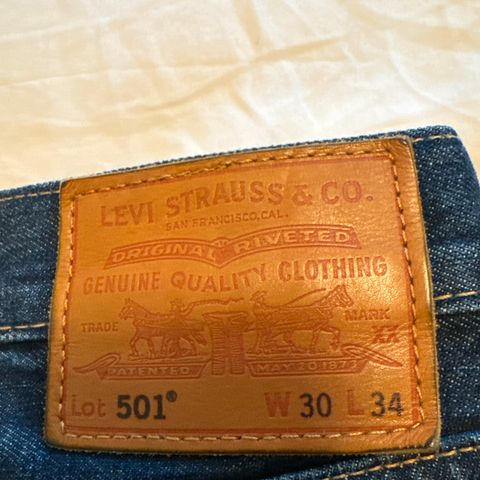 LEVI STRAUSS & CO.
SAN FRANCISCO, CAL.
ORIGINAL RIVETED
GENUINE QUALITY CLOTHING
TRADE MARK
XX
PATENTED MAY 20 1873
Lot 501® W 30 L 34